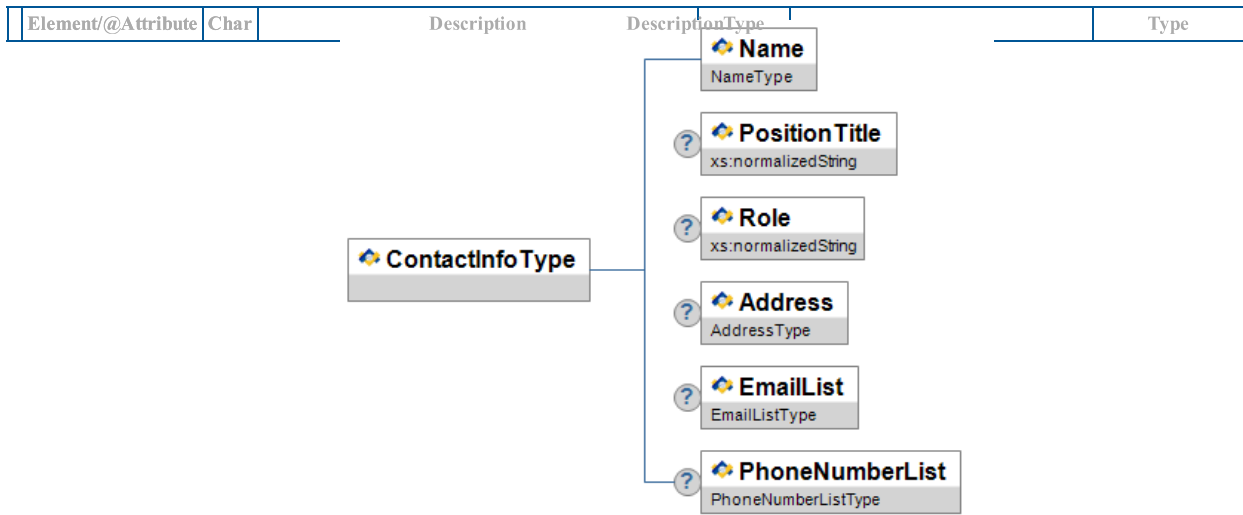 Element/@Attribute Char Description DescriptionType Type
Name
NameType
?
PositionTitle
xs:normalizedString
?
Role
xs:normalizedString
ContactInfoType
?
Address
AddressType
?
EmailList
EmailListType
?
PhoneNumberList
PhoneNumberListType